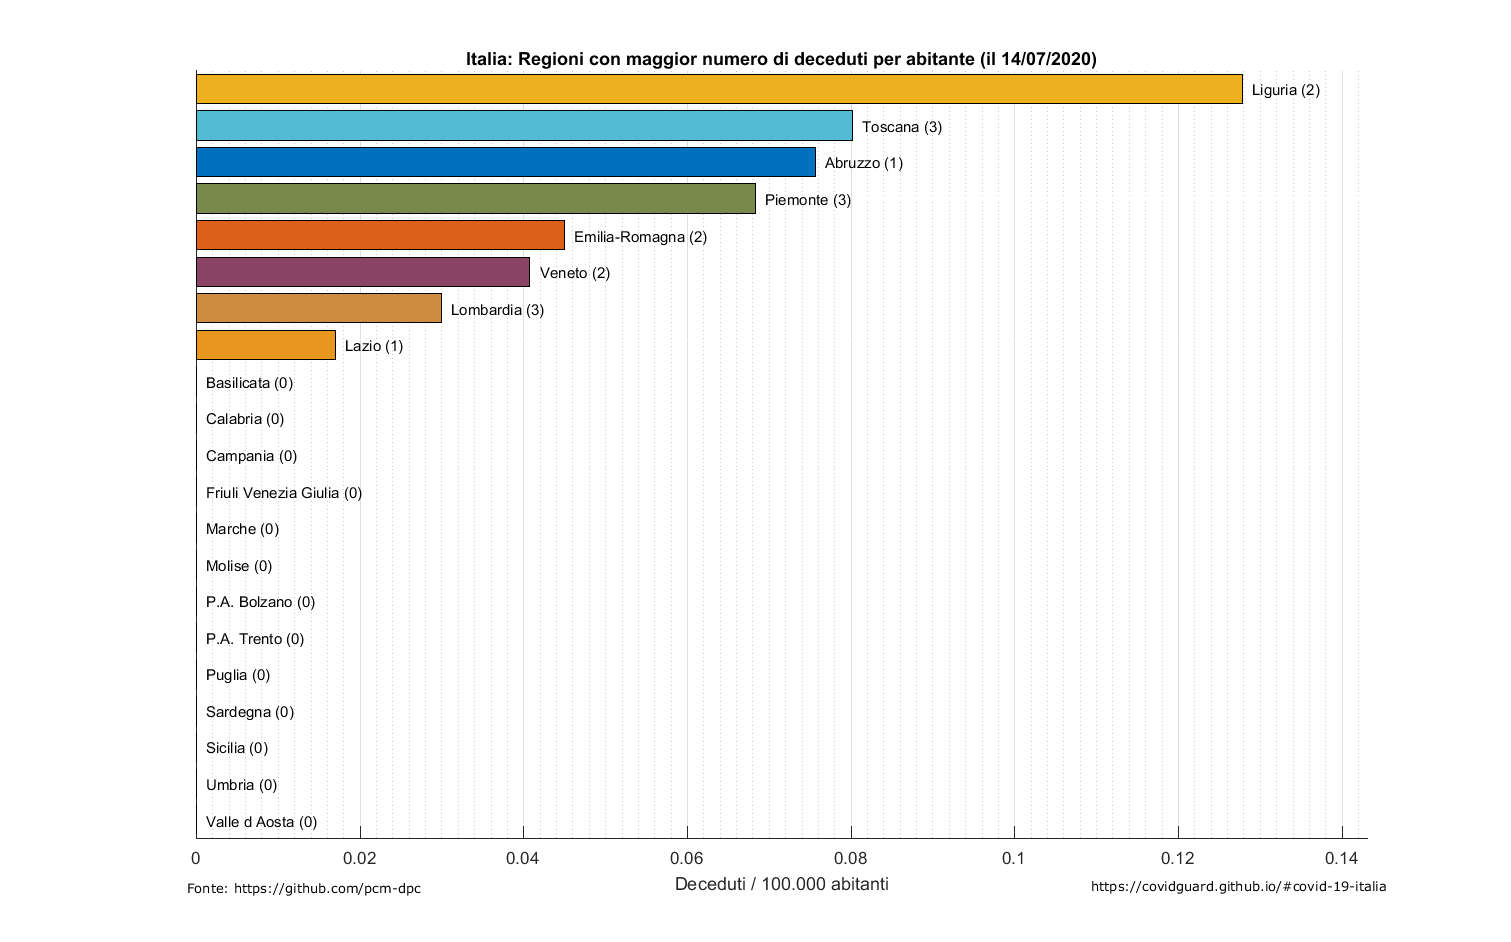 Italia: Regioni con maggior numero di deceduti per abitante (il 14/07/2020)
Liguria (2)
Toscana (3)
Abruzzo (1)
Piemonte (3)
Emilia-Romagna (2)
Veneto (2)
Lombardia (3)
Lazio (1)
Basilicata (0)
Calabria (0)
Campania (0)
Friuli Venezia Giulia (0)
Marche (0)
Molise (0)
P.A. Bolzano (0)
P.A. Trento (0)
Puglia (0)
Sardegna (0)
Sicilia (0)
Umbria (0)
Valle d Aosta (0)
0 0.02 0.04 0.06 0.08 0.1 0.12 0.14
Deceduti / 100.000 abitanti
Fonte: https://github.com/pcm-dpc
https://covidguard.github.io/#covid-19-italia